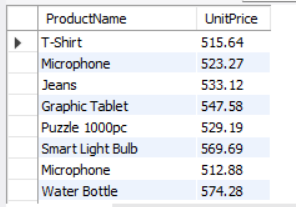 ProductName UnitPrice
T-Shirt 515.64
Microphone 523.27
Jeans 533.12
Graphic Tablet 547.58
Puzzle 1000pc 529.19
Smart Light Bulb 569.69
Microphone 512.88
Water Bottle 574.28